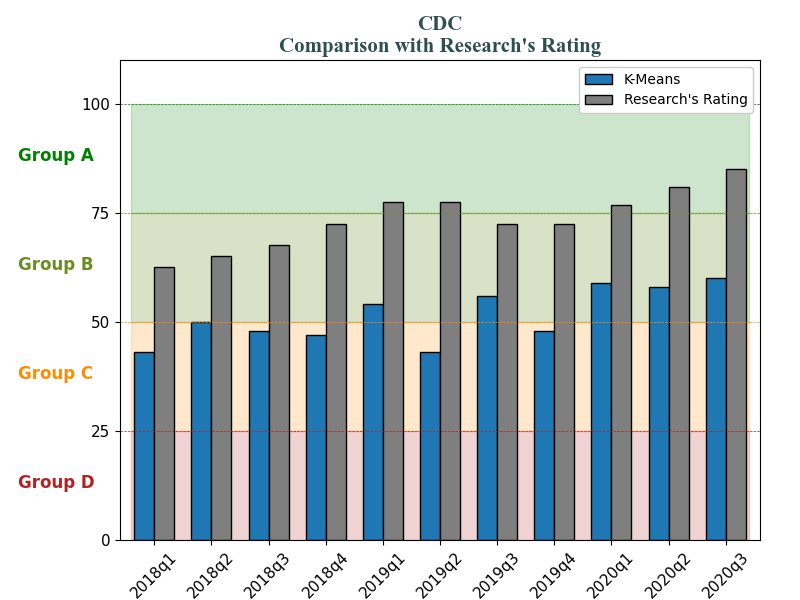 CDC
Comparison with Research's Rating
K-Means
Research's Rating
100
Group A
75
Group B
50
Group C
25
Group D
0
2018q1
2018q2
2018q3
2018q4
2019q1
2019q2
2019q3
2019q4
2020q1
2020q2
2020q3